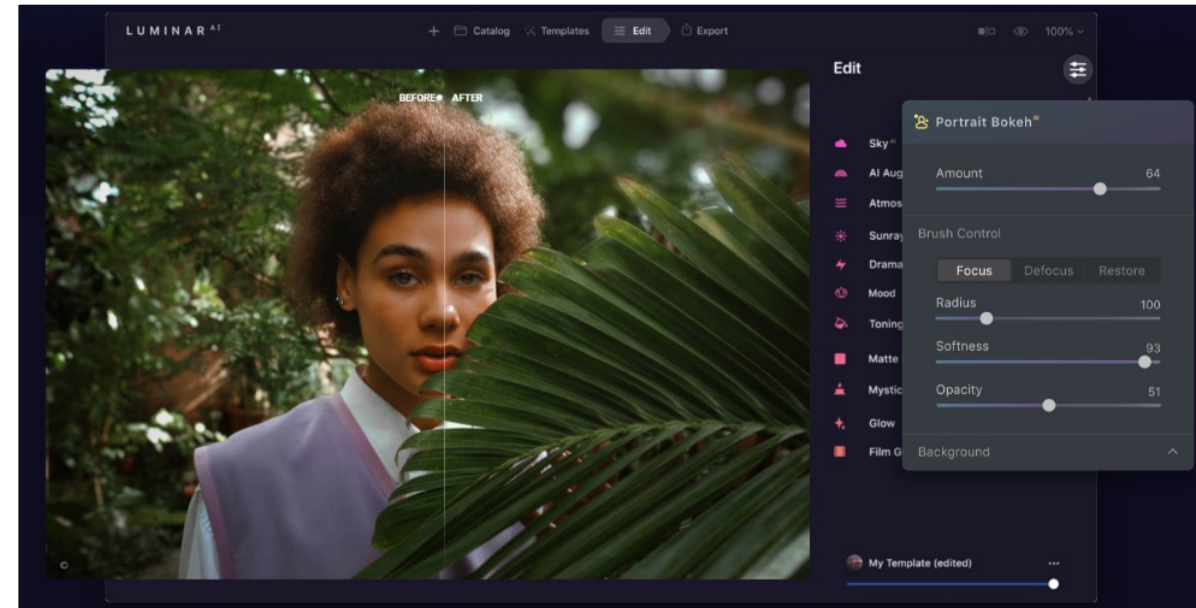 LUMINAR AI
+ Catalog Templates Edit Export
100%
BEFORE AFTER
Edit
Portrait Bokeh AI
Amount 64
Brush Control
Focus Defocus Restore
Radius 100
Softness 93
Opacity 51
Background
Sky AI
AI Aug
Atmos
Sunray
Drama
Mood
Toning
Matte
Mystic
Glow
Film G
My Template (edited) ...
©